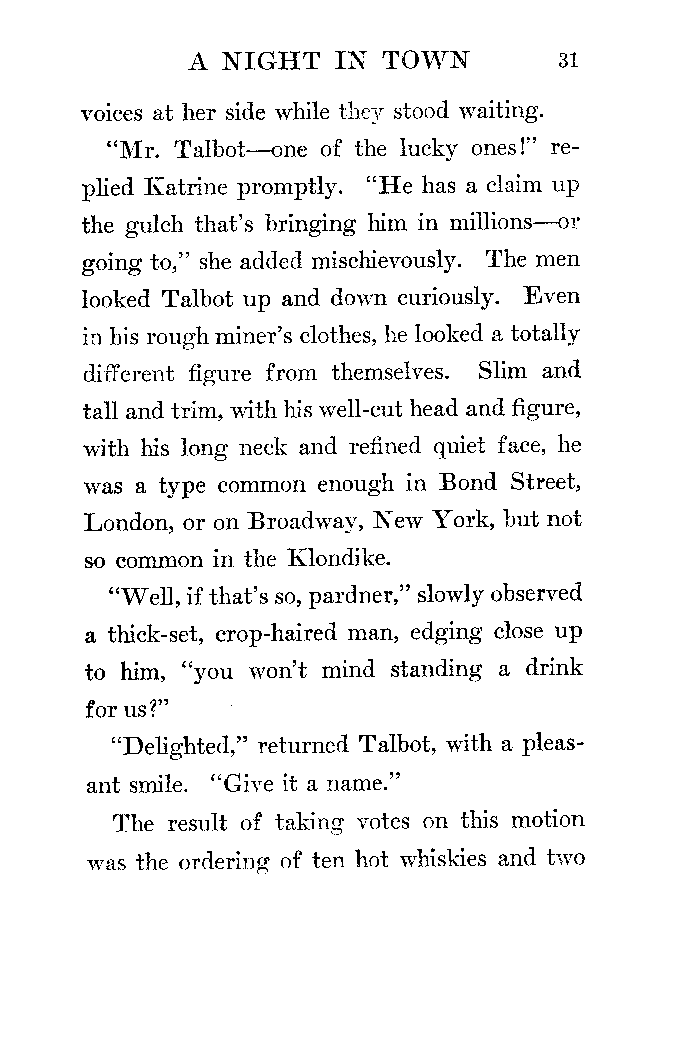 A NIGHT IN TOWN 31
voices at her side while they stood waiting.
“Mr. Talbot—one of the lucky ones!” re-
plied Katrine promptly. “He has a claim up
the gulch that’s bringing him in millions—or
going to,” she added mischievously. The men
looked Talbot up and down curiously. Even
in his rough miner’s clothes, he looked a totally
different figure from themselves. Slim and
tall and trim, with his well-cut head and figure,
with his long neck and refined quiet face, he
was a type common enough in Bond Street,
London, or on Broadway, New York, but not
so common in the Klondike.
“Well, if that’s so, pardner,” slowly observed
a thick-set, crop-haired man, edging close up
to him, “you won’t mind standing a drink
for us?”
“Delighted,” returned Talbot, with a pleas-
ant smile. “Give it a name.”
The result of taking votes on this motion
was the ordering of ten hot whiskies and two